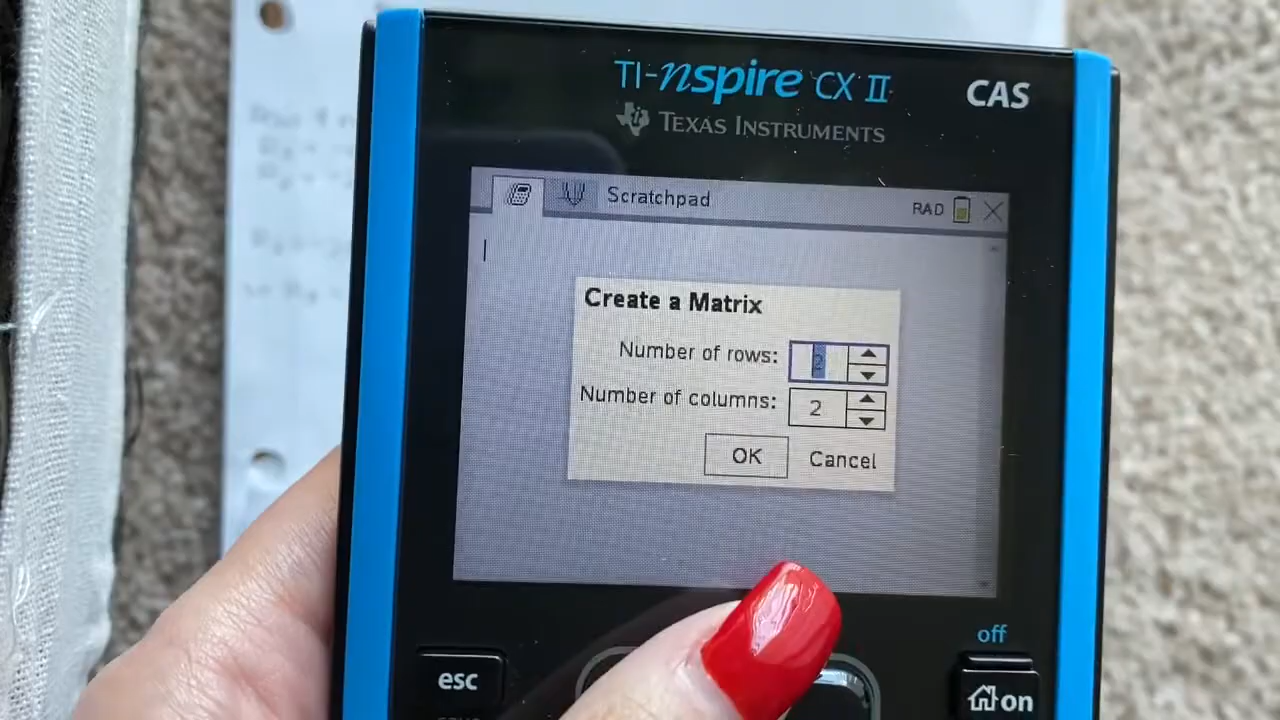 TI-nspire CX II
CAS
TEXAS INSTRUMENTS
Scratchpad
RAD
Create a Matrix
Number of rows: 2
Number of columns: 2
OK
Cancel
off
esc
on